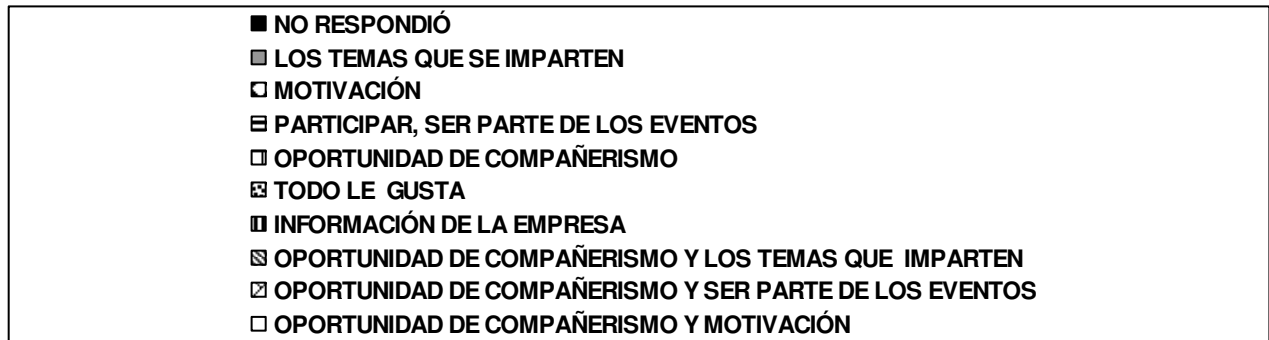 NO RESPONDIÓ
LOS TEMAS QUE SE IMPARTEN
MOTIVACIÓN
PARTICIPAR, SER PARTE DE LOS EVENTOS
OPORTUNIDAD DE COMPAÑERISMO
TODO LE GUSTA
INFORMACIÓN DE LA EMPRESA
OPORTUNIDAD DE COMPAÑERISMO Y LOS TEMAS QUE IMPARTEN
OPORTUNIDAD DE COMPAÑERISMO Y SER PARTE DE LOS EVENTOS
OPORTUNIDAD DE COMPAÑERISMO Y MOTIVACIÓN